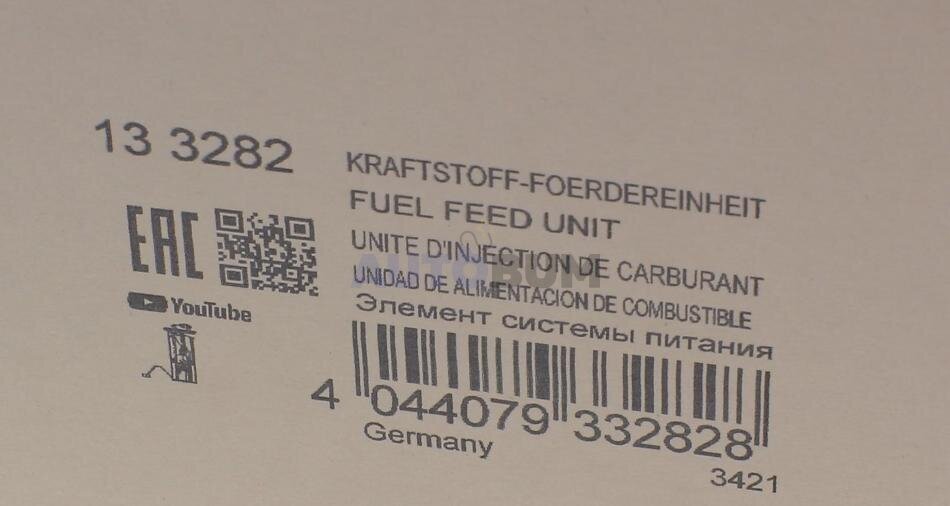 13 3282
KRAFTSTOFF-FOERDEREINHEIT
FUEL FEED UNIT
UNITE D'INJECTION DE CARBURANT
UNIDAD DE ALIMENTACION DE COMBUSTIBLE
Элемент системы питания
EAC
YouTube
AUTOBUM
4 044079 332828
Germany
3421